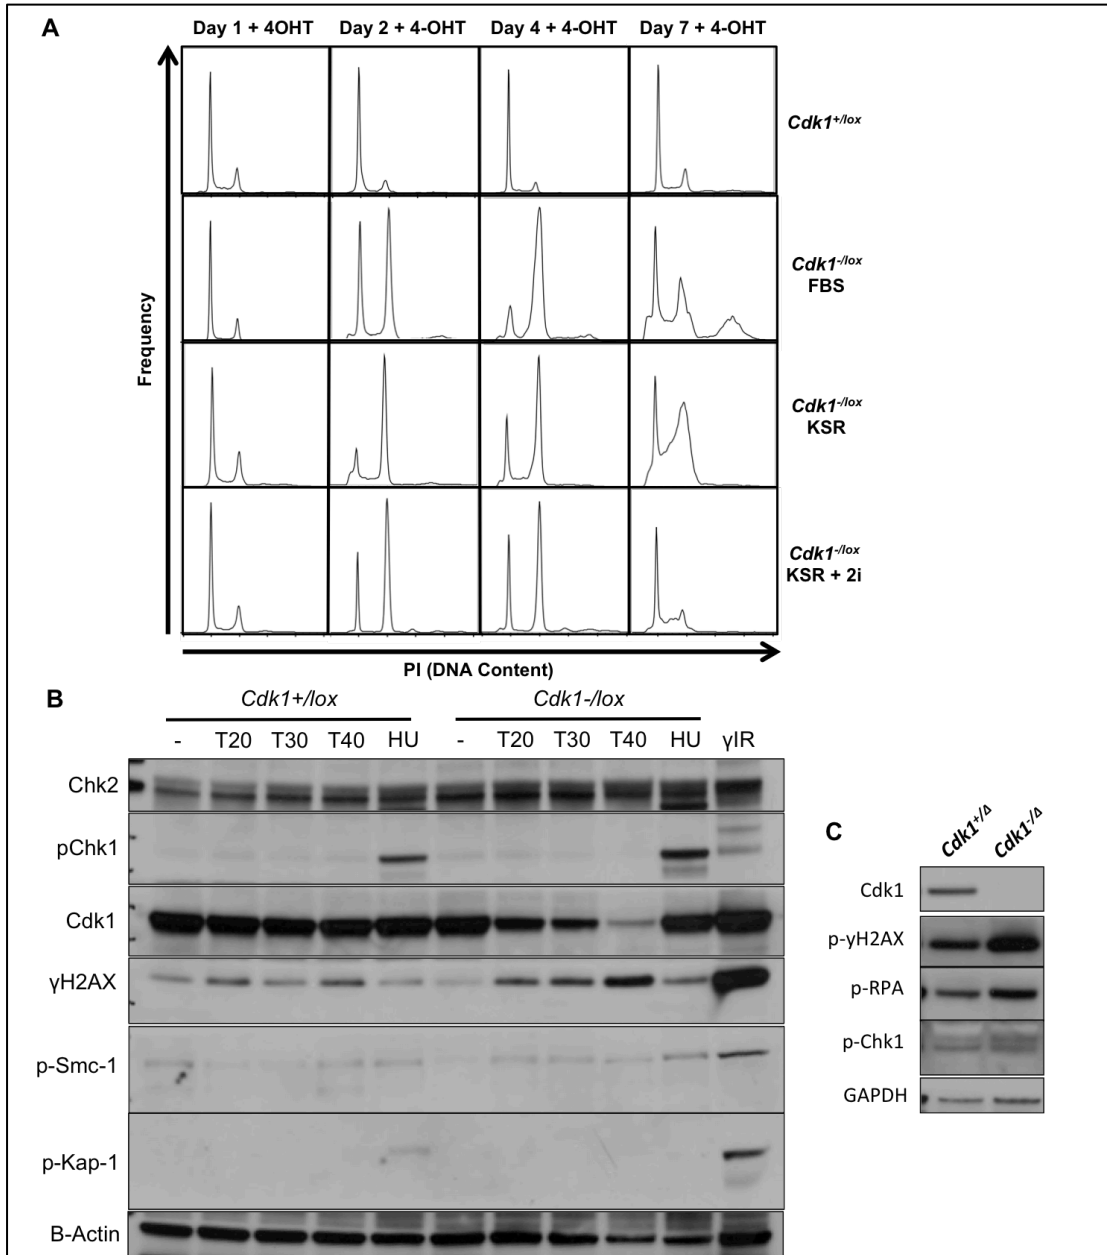 A
Day 1 + 4OHT Day 2 + 4-OHT Day 4 + 4-OHT Day 7 + 4-OHT
Cdk1+/lox
Cdk1-/lox
FBS
Cdk1-/lox
KSR
Cdk1-/lox
KSR + 2i
Frequency
PI (DNA Content)
B
Cdk1+/lox Cdk1-/lox
- T20 T30 T40 HU - T20 T30 T40 HU γIR
Chk2
pChk1
Cdk1
γH2AX
p-Smc-1
p-Kap-1
B-Actin
C
Cdk1+/Δ Cdk1-/Δ
Cdk1
p-γH2AX
p-RPA
p-Chk1
GAPDH